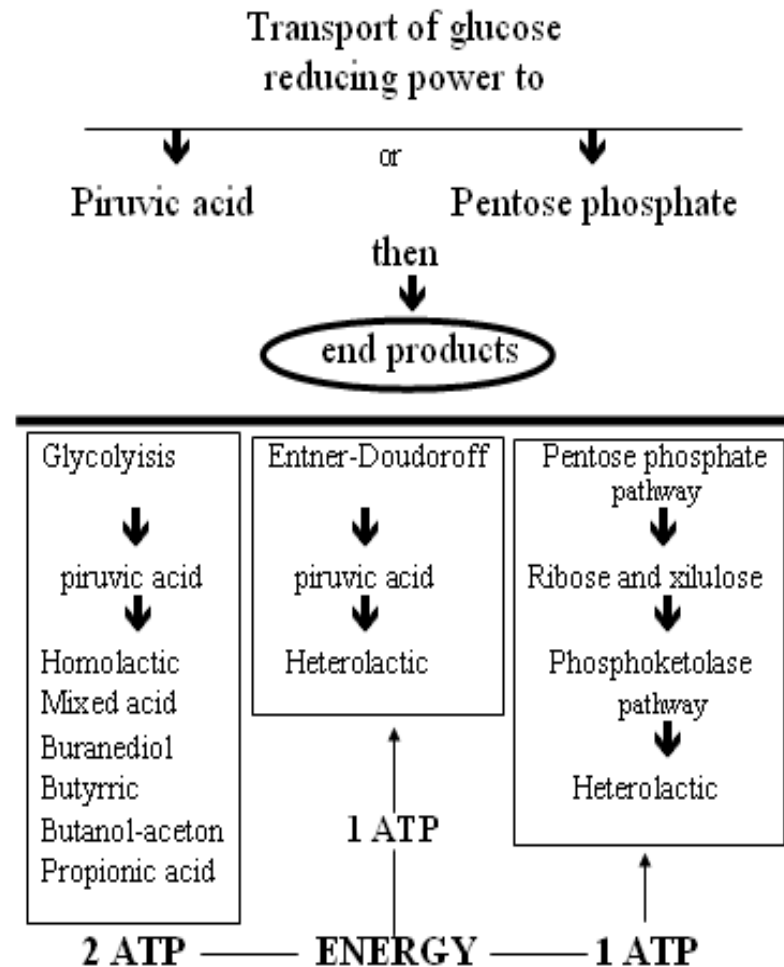 Transport of glucose
reducing power to
or
Piruvic acid
Pentose phosphate
then
end products
Glycolyisis
piruvic acid
Homolactic
Mixed acid
Buranediol
Butyrric
Butanol-aceton
Propionic acid
Entner-Doudoroff
piruvic acid
Heterolactic
Pentose phosphate
pathway
Ribose and xilulose
Phosphoketolase
pathway
Heterolactic
1 ATP
2 ATP
ENERGY
1 ATP